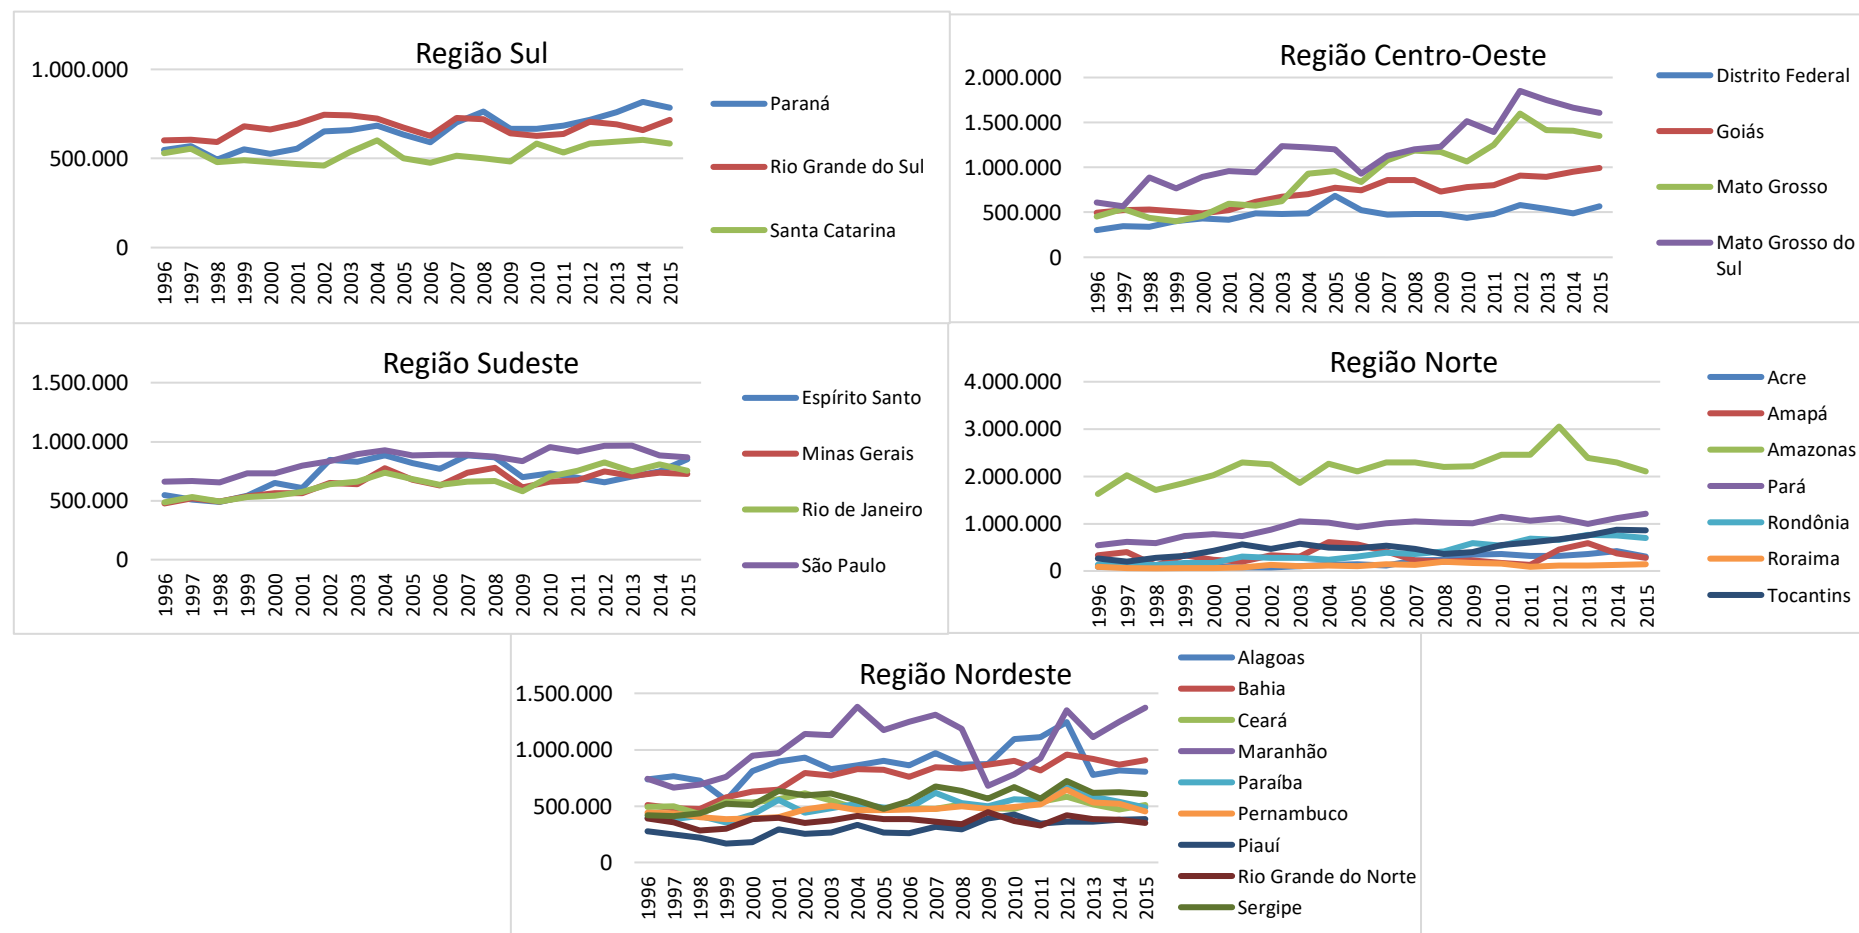 Região Sul
1.000.000
500.000
0
1996 1997 1998 1999 2000 2001 2002 2003 2004 2005 2006 2007 2008 2009 2010 2011 2012 2013 2014 2015
Paraná
Rio Grande do Sul
Santa Catarina
Região Centro-Oeste
2.000.000
1.500.000
1.000.000
500.000
0
1996 1997 1998 1999 2000 2001 2002 2003 2004 2005 2006 2007 2008 2009 2010 2011 2012 2013 2014 2015
Distrito Federal
Goiás
Mato Grosso
Mato Grosso do
Sul
Região Sudeste
1.500.000
1.000.000
500.000
0
1996 1997 1998 1999 2000 2001 2002 2003 2004 2005 2006 2007 2008 2009 2010 2011 2012 2013 2014 2015
Espírito Santo
Minas Gerais
Rio de Janeiro
São Paulo
Região Norte
4.000.000
3.000.000
2.000.000
1.000.000
0
1996 1997 1998 1999 2000 2001 2002 2003 2004 2005 2006 2007 2008 2009 2010 2011 2012 2013 2014 2015
Acre
Amapá
Amazonas
Pará
Rondônia
Roraima
Tocantins
Região Nordeste
1.500.000
1.000.000
500.000
0
1996 1997 1998 1999 2000 2001 2002 2003 2004 2005 2006 2007 2008 2009 2010 2011 2012 2013 2014 2015
Alagoas
Bahia
Ceará
Maranhão
Paraíba
Pernambuco
Piauí
Rio Grande do Norte
Sergipe